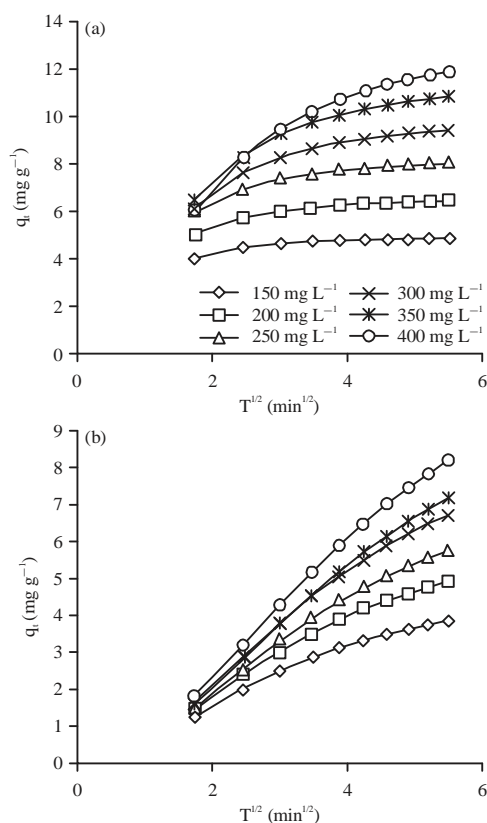 (a)
14
12
10
8
6
4
2
0
qₜ (mg g⁻¹)
150 mg L⁻¹
200 mg L⁻¹
250 mg L⁻¹
300 mg L⁻¹
350 mg L⁻¹
400 mg L⁻¹
0 2 4 6
T^1/2 (min^1/2)
(b)
9
8
7
6
5
4
3
2
1
0
qₜ (mg g⁻¹)
0 2 4 6
T^1/2 (min^1/2)